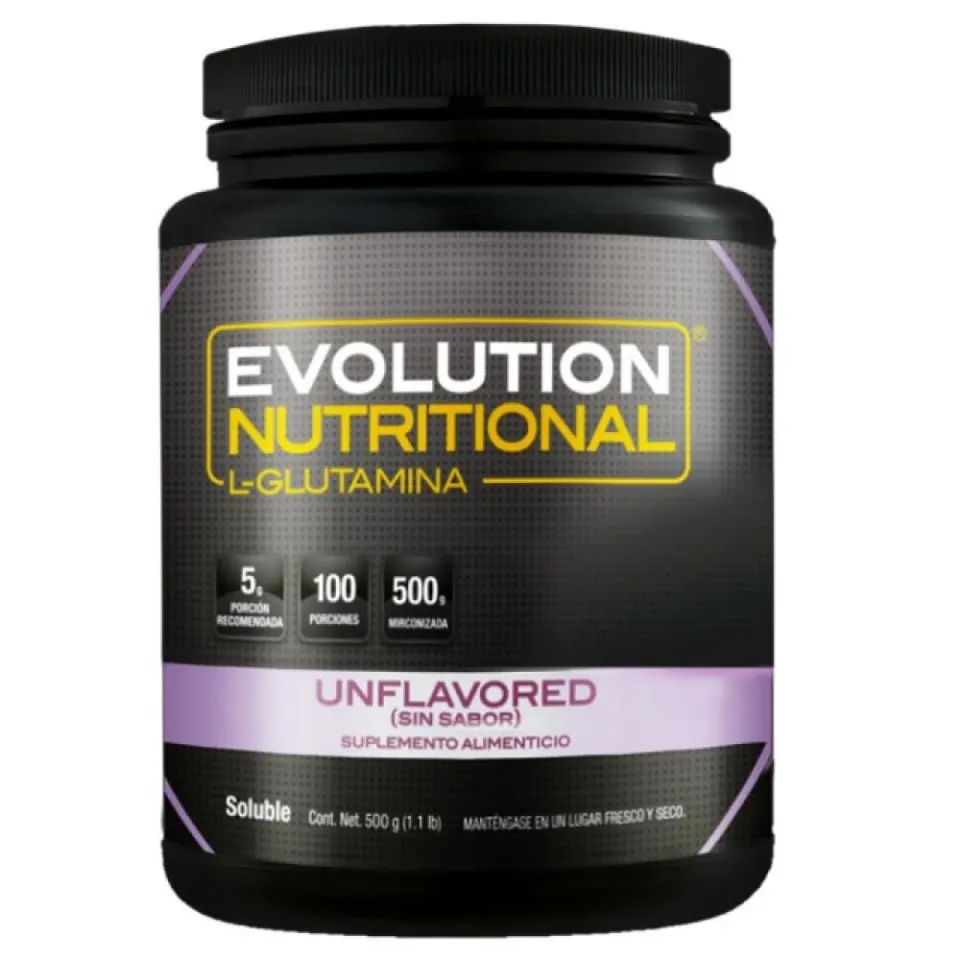 EVOLUTION®
NUTRITIONAL
L-GLUTAMINA
5g
PORCIÓN
RECOMENDADA
100
PORCIONES
500g
MIRCONIZADA
UNFLAVORED
(SIN SABOR)
SUPLEMENTO ALIMENTICIO
Soluble Cont. Net. 500 g (1.1 lb) MANTÉNGASE EN UN LUGAR FRESCO Y SECO.